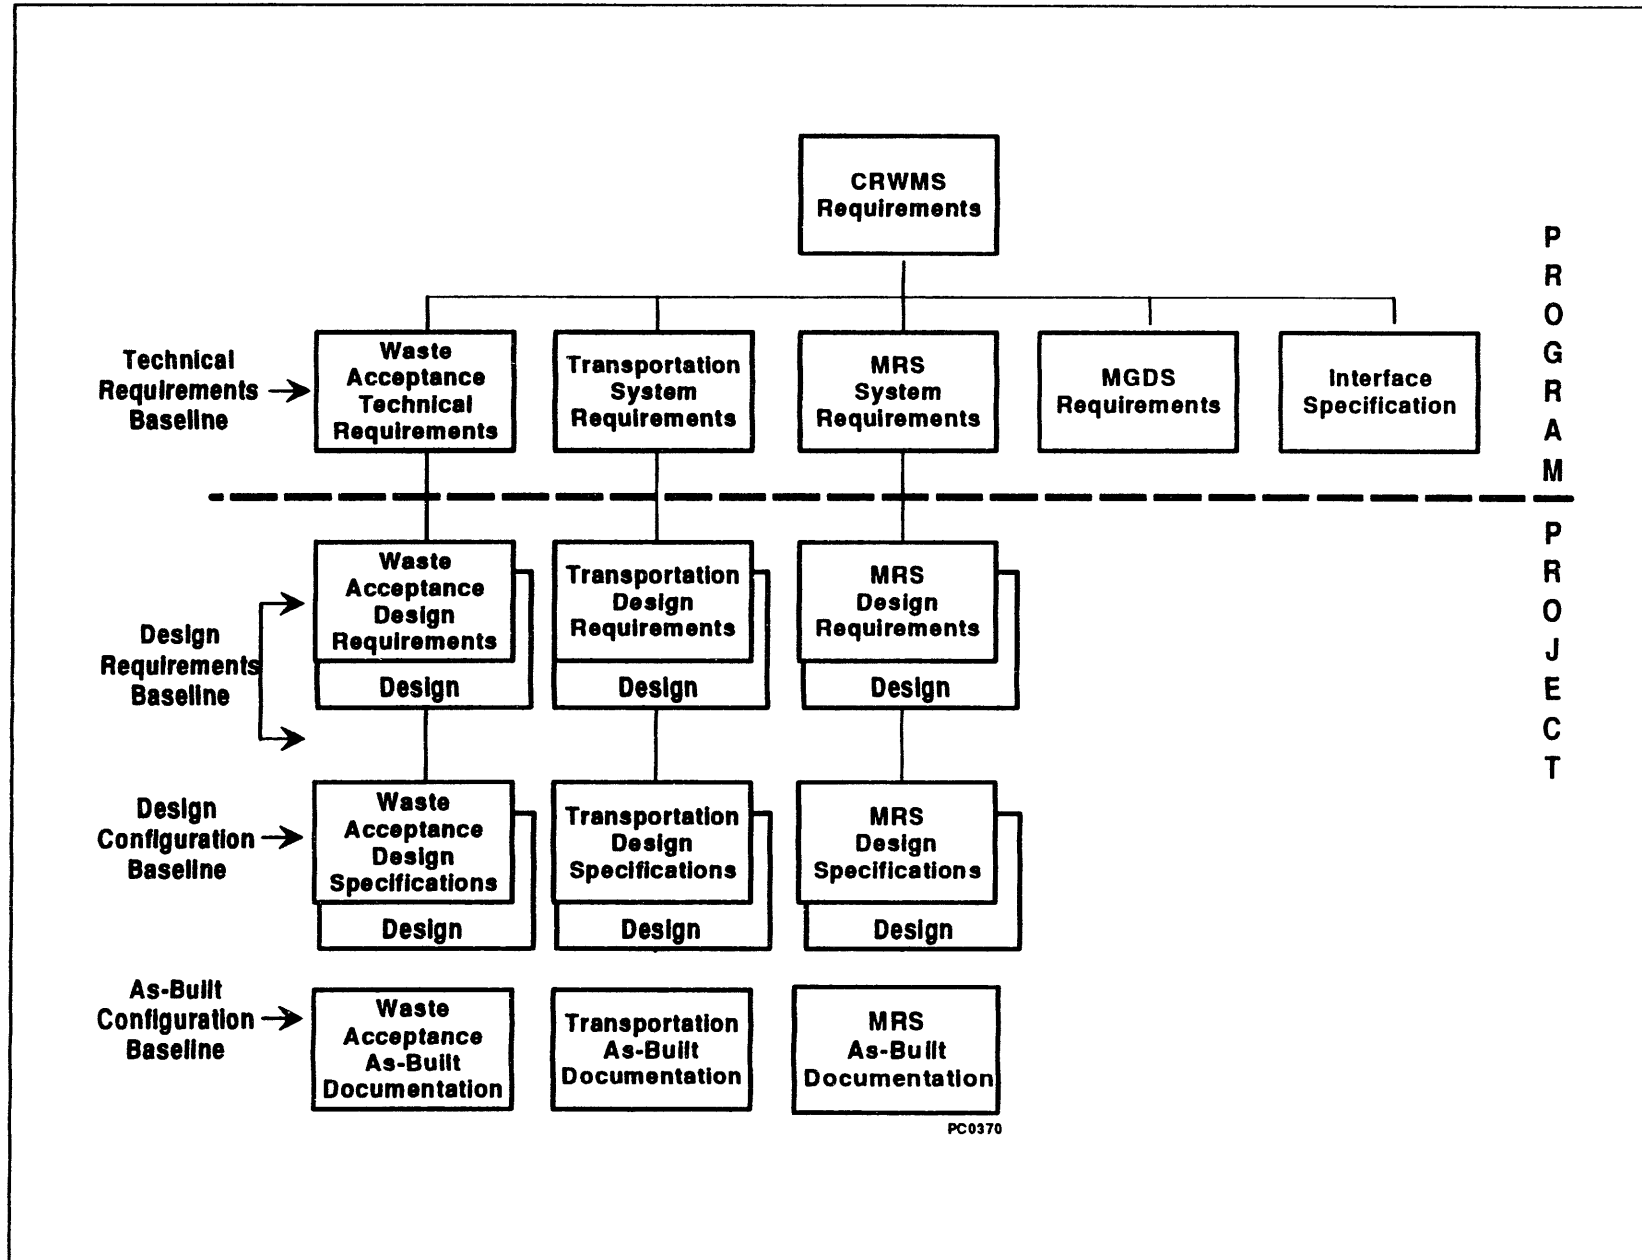 CRWMS
Requirements
PROGRAM
Technical
Requirements
Baseline
Waste
Acceptance
Technical
Requirements
Transportation
System
Requirements
MRS
System
Requirements
MGDS
Requirements
Interface
Specification
PROJECT
Design
Requirements
Baseline
Waste
Acceptance
Design
Requirements
Design
Transportation
Design
Requirements
Design
MRS
Design
Requirements
Design
Design
Configuration
Baseline
Waste
Acceptance
Design
Specifications
Design
Transportation
Design
Specifications
Design
MRS
Design
Specifications
Design
As-Built
Configuration
Baseline
Waste
Acceptance
As-Built
Documentation
Transportation
As-Built
Documentation
MRS
As-Built
Documentation
PC0370